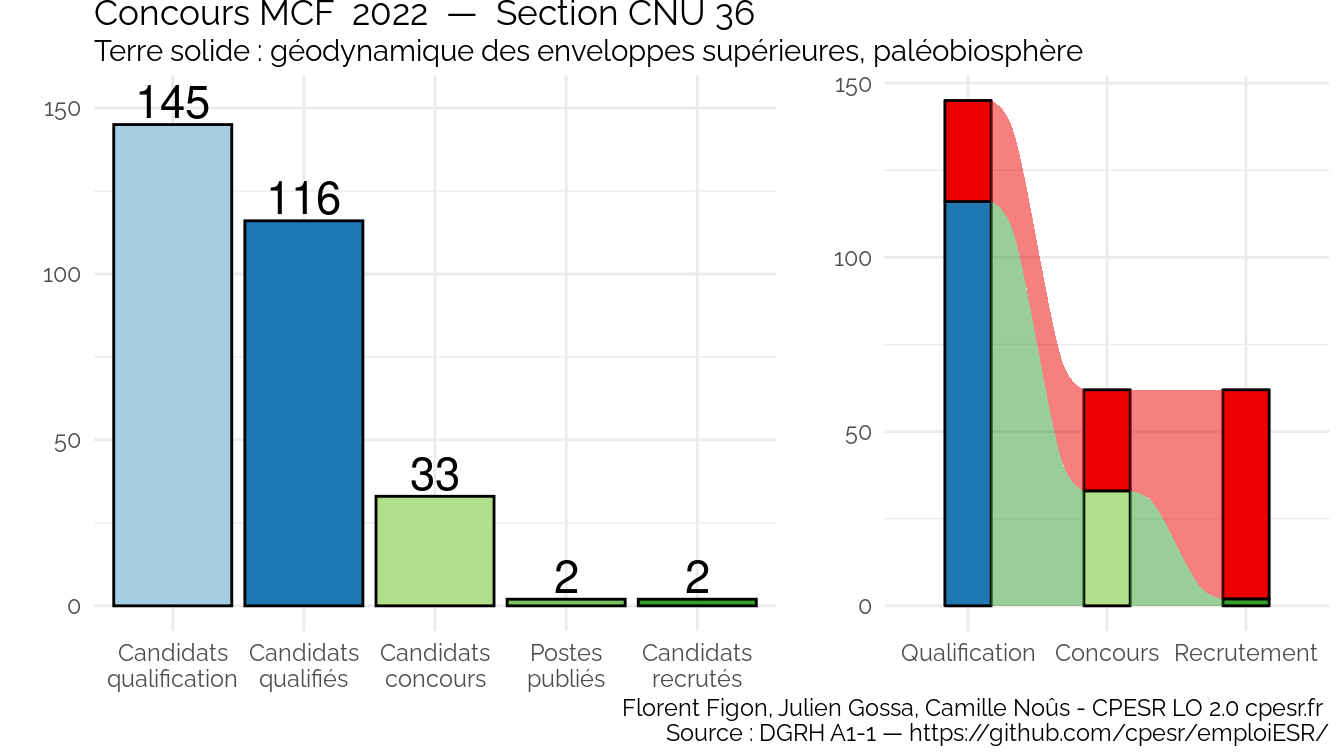 Concours MCF 2022 — Section CNU 36
Terre solide : géodynamique des enveloppes supérieures, paléobiosphère
150
100
50
0
145
116
33
2
2
Candidats qualification
Candidats qualifiés
Candidats concours
Postes publiés
Candidats recrutés
150
100
50
0
Qualification
Concours
Recrutement
Florent Figon, Julien Gossa, Camille Noûs - CPESR LO 2.0 cpesr.fr
Source : DGRH A1-1 — https://github.com/cpesr/emploiESR/